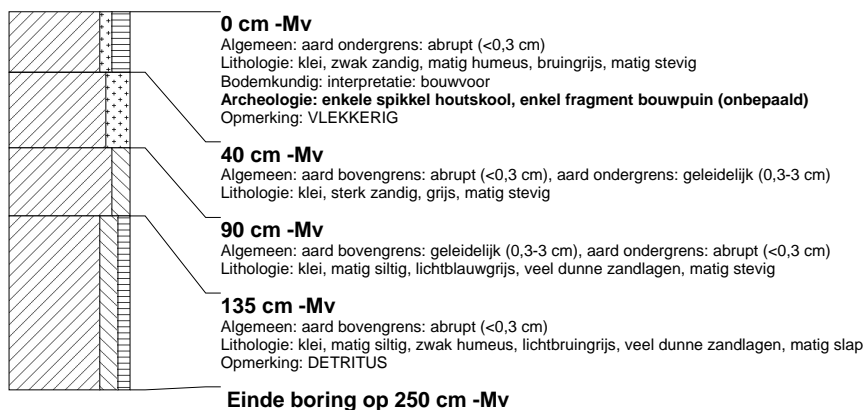 0 cm -Mv
Algemeen: aard ondergrens: abrupt (<0,3 cm)
Lithologie: klei, zwak zandig, matig humeus, bruingrijs, matig stevig
Bodemkundig: interpretatie: bouwvoor
Archeologie: enkele spikkel houtskool, enkel fragment bouwpuin (onbepaald)
Opmerking: VLEKKERIG
40 cm -Mv
Algemeen: aard bovengrens: abrupt (<0,3 cm), aard ondergrens: geleidelijk (0,3-3 cm)
Lithologie: klei, sterk zandig, grijs, matig stevig
90 cm -Mv
Algemeen: aard bovengrens: geleidelijk (0,3-3 cm), aard ondergrens: abrupt (<0,3 cm)
Lithologie: klei, matig siltig, lichtblauwgrijs, veel dunne zandlagen, matig stevig
135 cm -Mv
Algemeen: aard bovengrens: abrupt (<0,3 cm)
Lithologie: klei, matig siltig, zwak humeus, lichtbruingrijs, veel dunne zandlagen, matig slap
Opmerking: DETRITUS
Einde boring op 250 cm -Mv